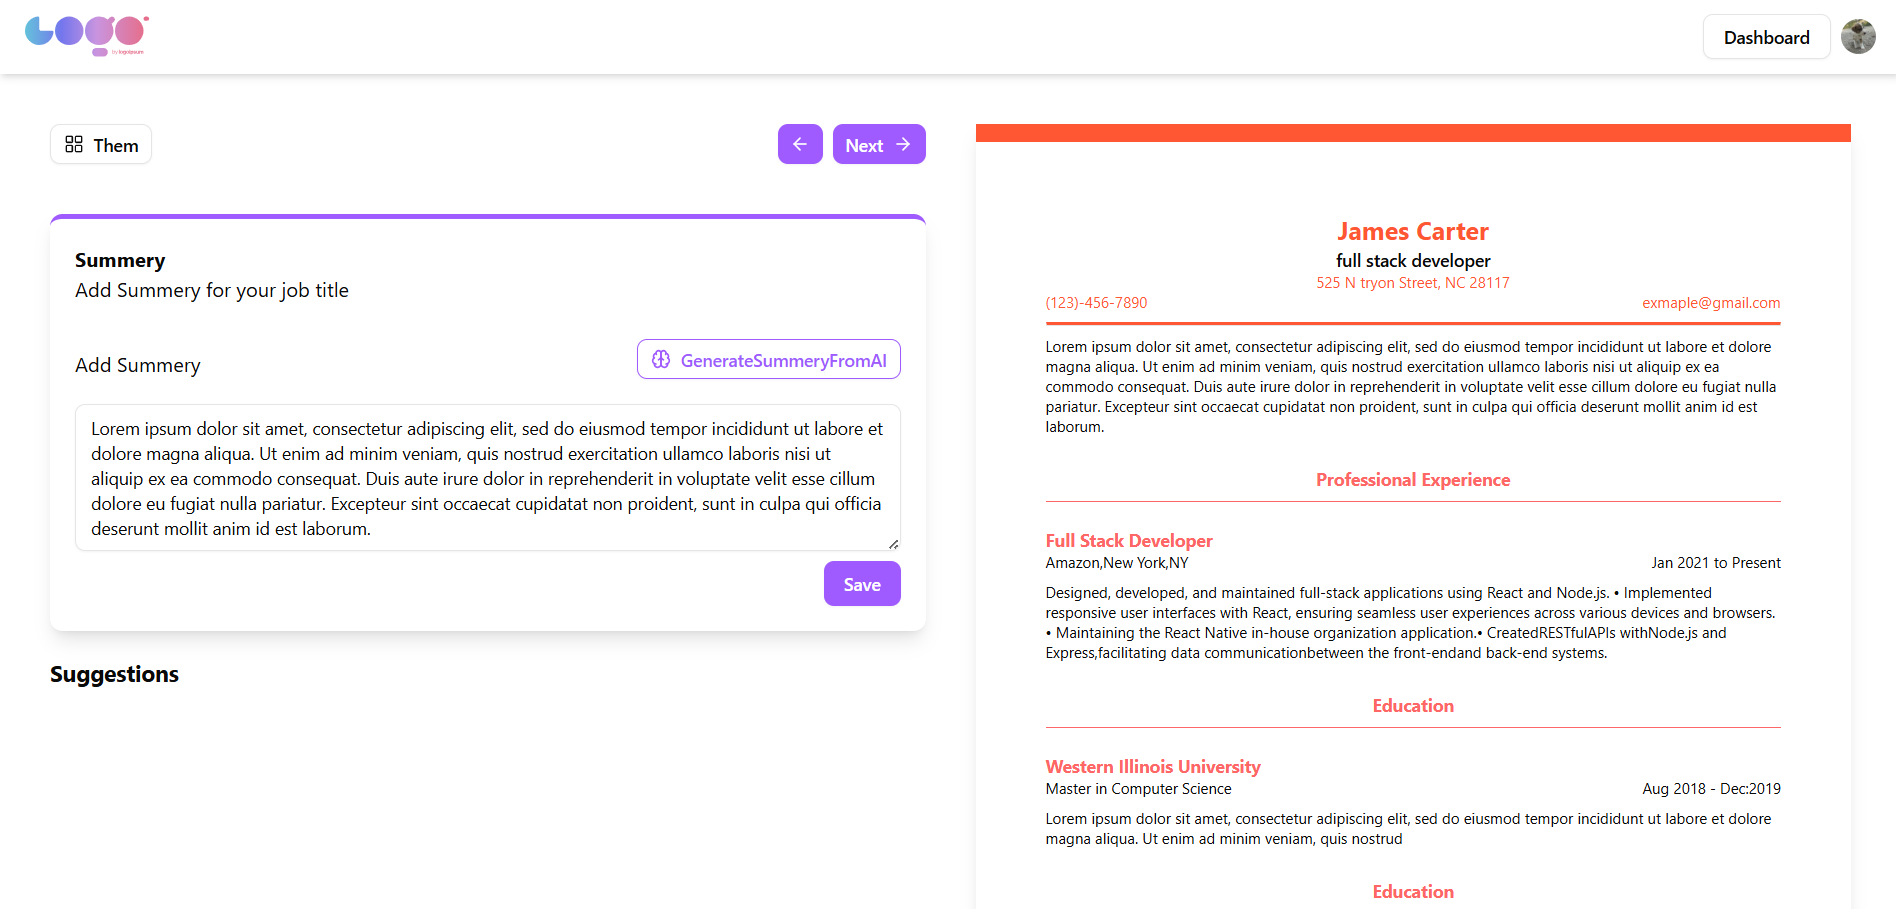 Logo
by logoipsum
Dashboard
Them
Next
Summery
Add Summery for your job title
Add Summery
GenerateSummeryFromAI
Lorem ipsum dolor sit amet, consectetur adipiscing elit, sed do eiusmod tempor incididunt ut labore et
dolore magna aliqua. Ut enim ad minim veniam, quis nostrud exercitation ullamco laboris nisi ut
aliquip ex ea commodo consequat. Duis aute irure dolor in reprehenderit in voluptate velit esse cillum
dolore eu fugiat nulla pariatur. Excepteur sint occaecat cupidatat non proident, sunt in culpa qui officia
deserunt mollit anim id est laborum.
Save
Suggestions
James Carter
full stack developer
525 N tryon Street, NC 28117
(123)-456-7890 exmaple@gmail.com
Lorem ipsum dolor sit amet, consectetur adipiscing elit, sed do eiusmod tempor incididunt ut labore et dolore
magna aliqua. Ut enim ad minim veniam, quis nostrud exercitation ullamco laboris nisi ut aliquip ex ea
commodo consequat. Duis aute irure dolor in reprehenderit in voluptate velit esse cillum dolore eu fugiat nulla
pariatur. Excepteur sint occaecat cupidatat non proident, sunt in culpa qui officia deserunt mollit anim id est
laborum.
Professional Experience
Full Stack Developer
Amazon,New York,NY Jan 2021 to Present
Designed, developed, and maintained full-stack applications using React and Node.js. • Implemented
responsive user interfaces with React, ensuring seamless user experiences across various devices and browsers.
• Maintaining the React Native in-house organization application.• CreatedRESTfulAPIs withNode.js and
Express,facilitating data communicationbetween the front-endand back-end systems.
Education
Western Illinois University
Master in Computer Science Aug 2018 - Dec:2019
Lorem ipsum dolor sit amet, consectetur adipiscing elit, sed do eiusmod tempor incididunt ut labore et dolore
magna aliqua. Ut enim ad minim veniam, quis nostrud
Education